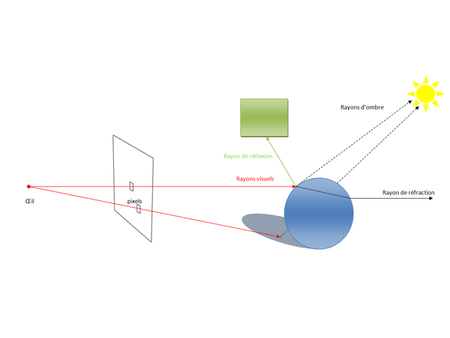 Rayons d'ombre
Rayon de réflexion
Rayons visuels
Rayon de réfraction
Œil
pixels